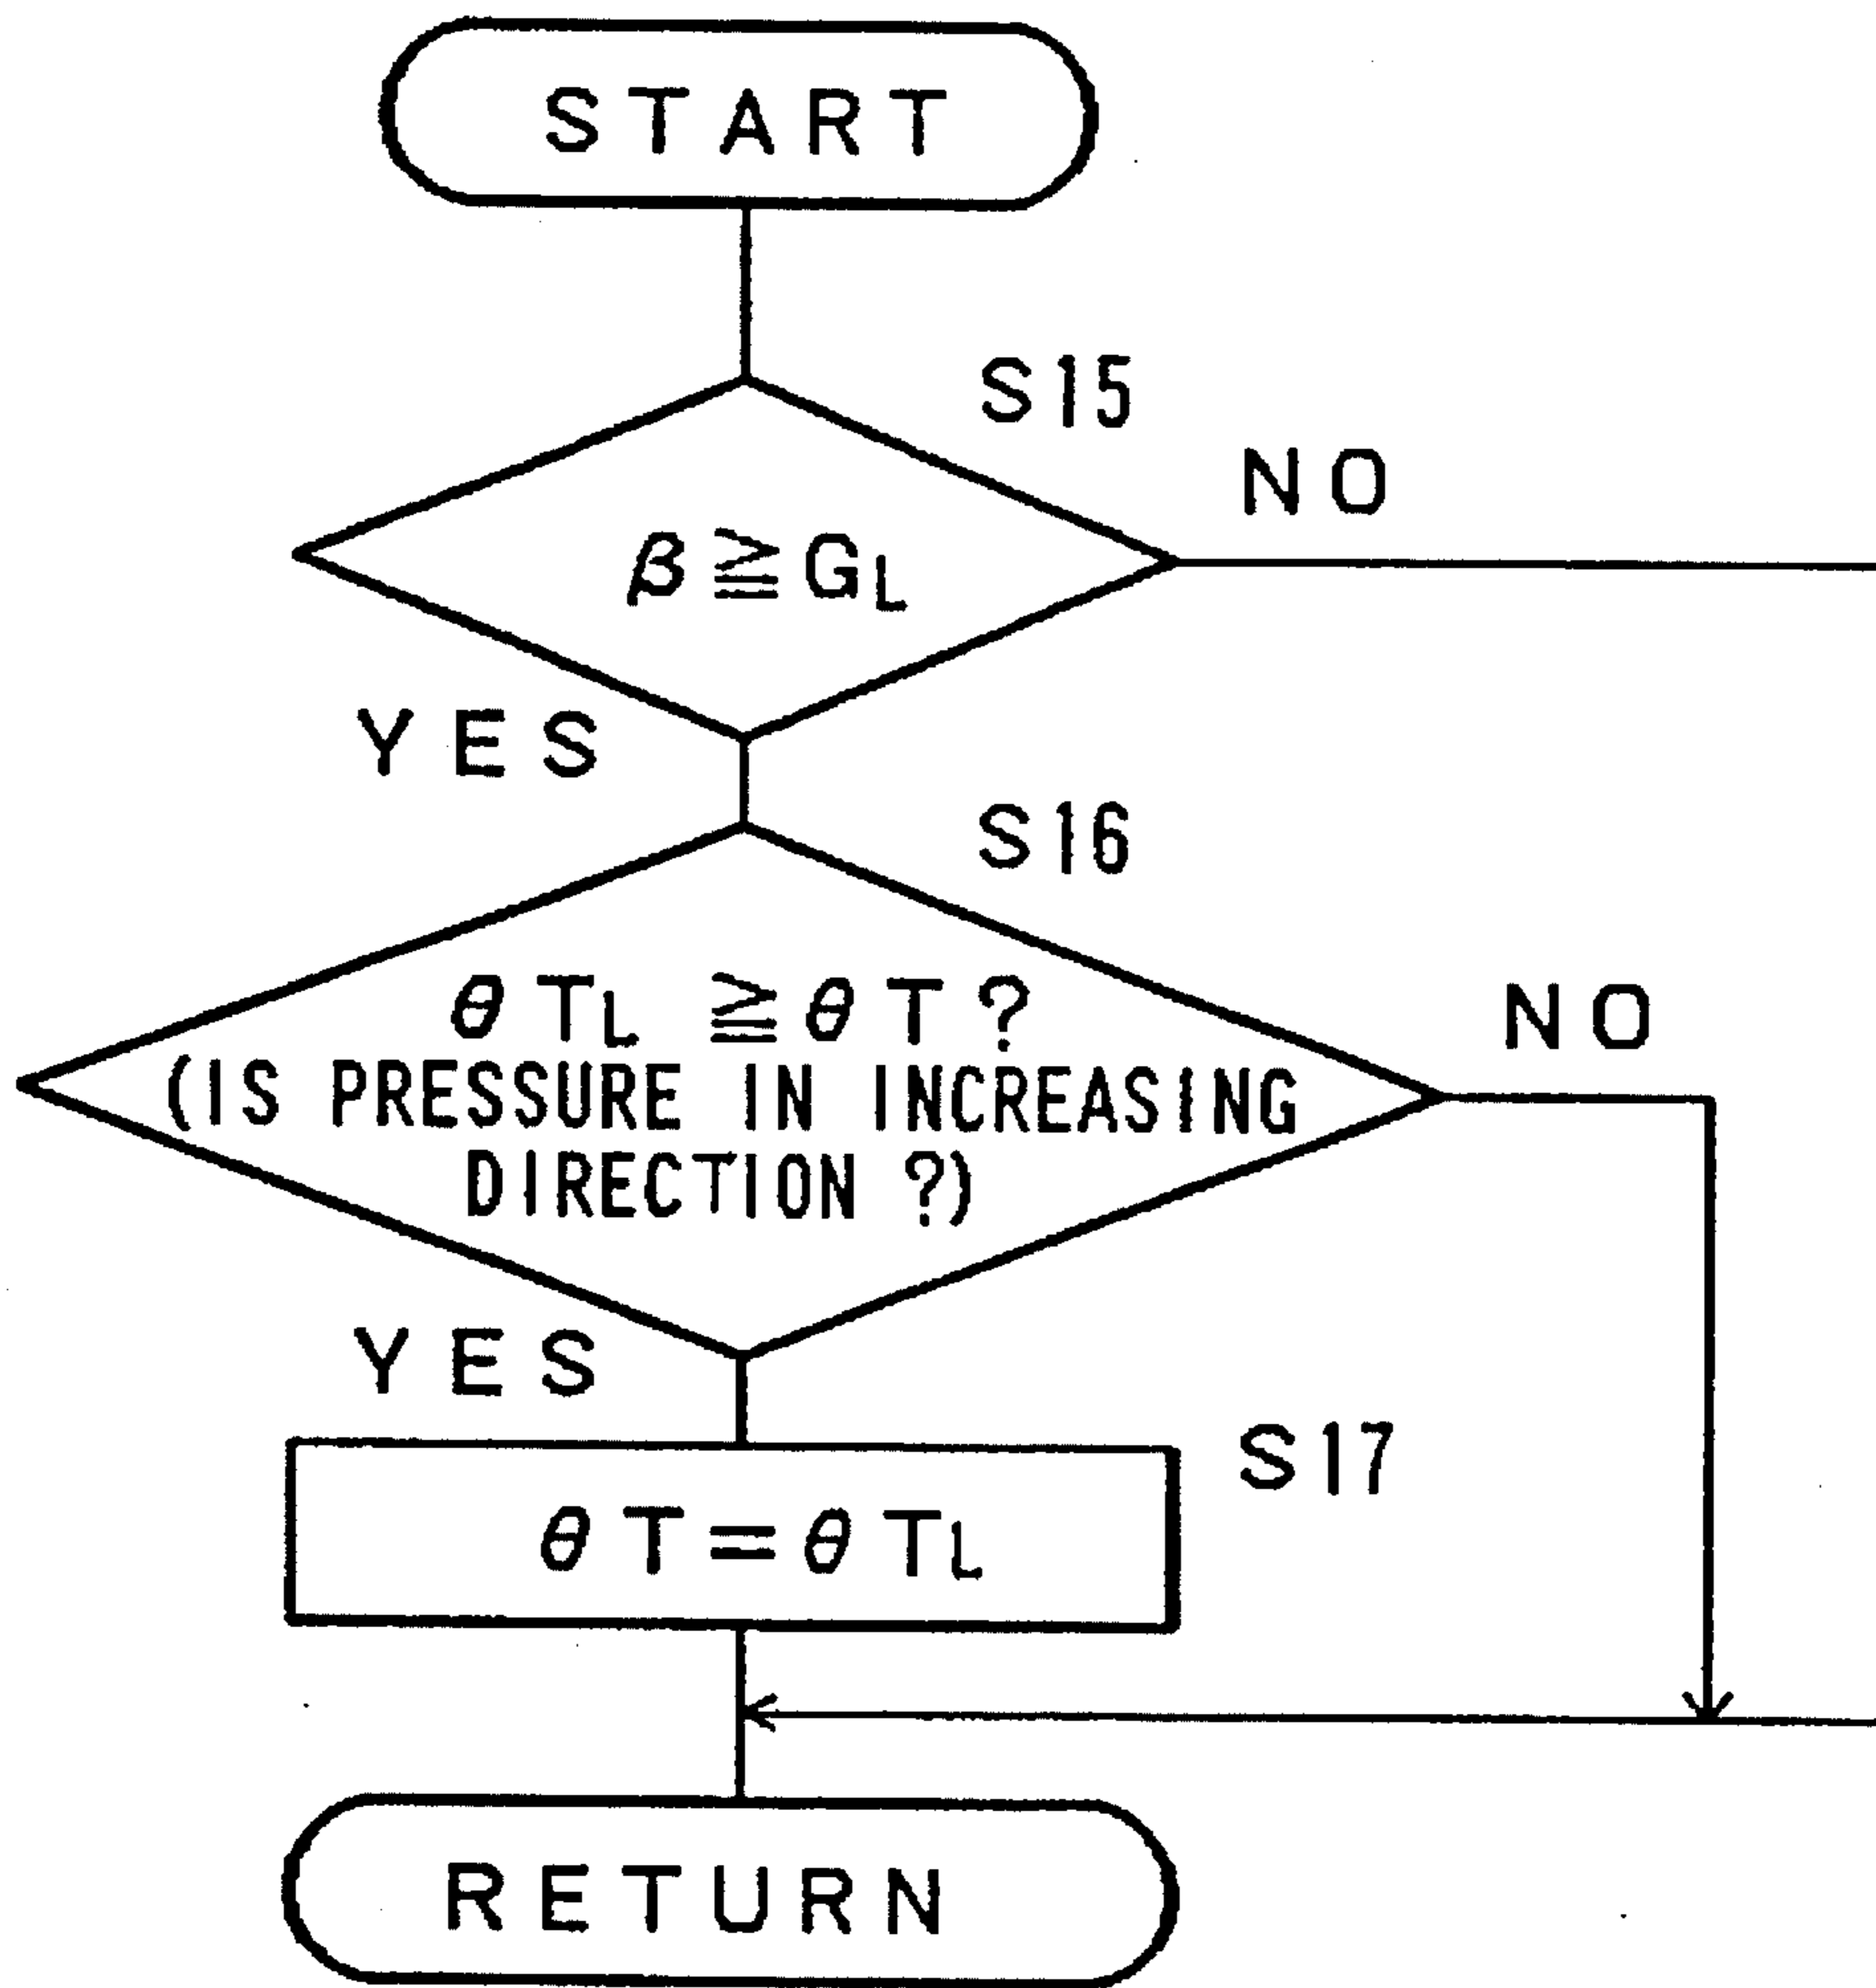 START
S15
NO
β≧GL
YES
S16
θTL ≧θT?
NO
(IS PRESSURE IN INCREASING
DIRECTION ?)
YES
S17
θT=θTL
RETURN